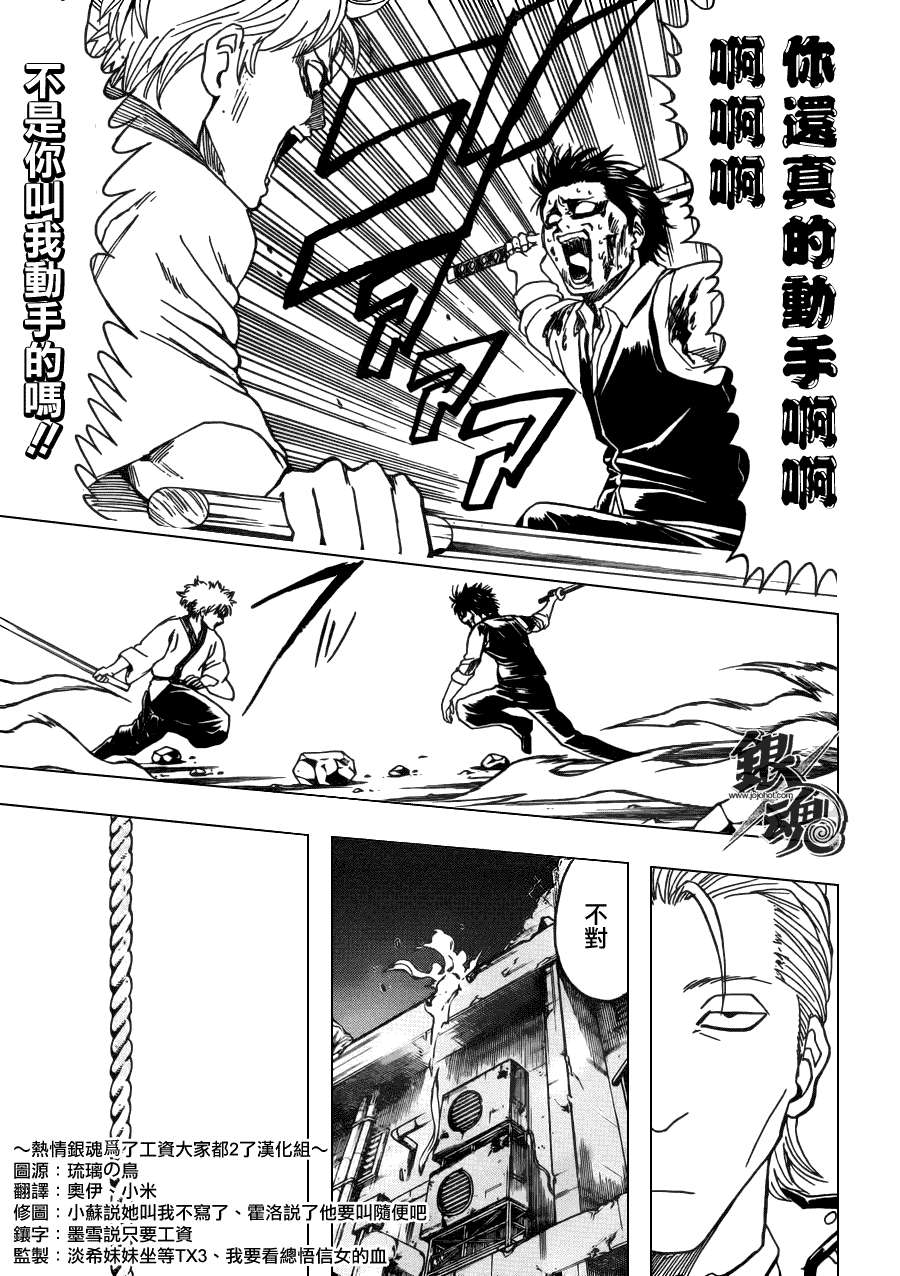 你還真的動手啊啊
啊啊啊
啊啊啊
不是你叫我動手的嗎!!
銀魂
www.jojohot.com
不對
～熱情銀魂爲了工資大家都2了漢化組～
圖源：琉璃の鳥
翻譯：奧伊、小米
修圖：小蘇説她叫我不寫了、霍洛説了他要叫隨便吧
鑲字：墨雪説只要工資
監製：淡希妹妹坐等TX3、我要看總悟信女的血